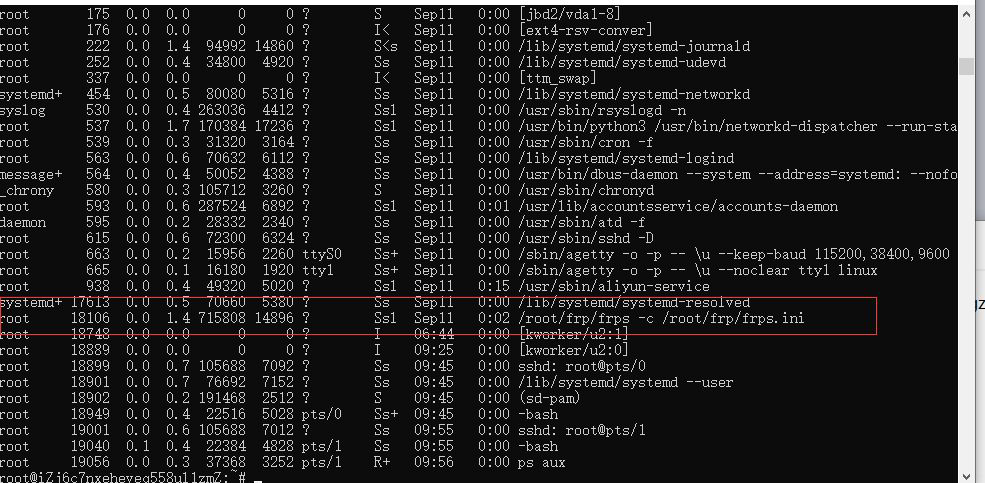 root 175 0.0 0.0 0 0 ? S Sep11 0:00 [jbd2/vda1-8]
root 176 0.0 0.0 0 0 ? I< Sep11 0:00 [ext4-rsv-conver]
root 222 0.0 1.4 94992 14860 ? S<s Sep11 0:00 /lib/systemd/systemd-journald
root 252 0.0 0.4 34800 4920 ? Ss Sep11 0:00 /lib/systemd/systemd-udevd
root 337 0.0 0.0 0 0 ? I< Sep11 0:00 [ttm_swap]
systemd+ 454 0.0 0.5 80080 5316 ? Ss Sep11 0:00 /lib/systemd/systemd-networkd
syslog 530 0.0 0.4 263036 4412 ? Ssl Sep11 0:00 /usr/sbin/rsyslogd -n
root 537 0.0 1.7 170384 17236 ? Ssl Sep11 0:00 /usr/bin/python3 /usr/bin/networkd-dispatcher --run-sta
root 539 0.0 0.3 31320 3164 ? Ss Sep11 0:00 /usr/sbin/cron -f
root 563 0.0 0.6 70632 6112 ? Ss Sep11 0:00 /lib/systemd/systemd-logind
message+ 564 0.0 0.4 50052 4388 ? Ss Sep11 0:00 /usr/bin/dbus-daemon --system --address=systemd: --nofo
_chrony 580 0.0 0.3 105712 3260 ? S Sep11 0:00 /usr/sbin/chronyd
root 593 0.0 0.6 287524 6892 ? Ssl Sep11 0:01 /usr/lib/accountsservice/accounts-daemon
daemon 595 0.0 0.2 28332 2340 ? Ss Sep11 0:00 /usr/sbin/atd -f
root 615 0.0 0.6 72300 6324 ? Ss Sep11 0:00 /usr/sbin/sshd -D
root 663 0.0 0.2 15956 2260 ttyS0 Ss+ Sep11 0:00 /sbin/agetty -o -p -- \u --keep-baud 115200,38400,9600
root 665 0.0 0.1 16180 1920 tty1 Ss+ Sep11 0:00 /sbin/agetty -o -p -- \u --noclear tty1 linux
root 938 0.0 0.4 49320 5020 ? Ssl Sep11 0:15 /usr/sbin/aliyun-service
systemd+ 17613 0.0 0.5 70660 5380 ? Ss Sep11 0:00 /lib/systemd/systemd-resolved
root 18106 0.0 1.4 715808 14896 ? Ssl Sep11 0:02 /root/frp/frps -c /root/frp/frps.ini
root 18748 0.0 0.0 0 0 ? I 06:44 0:00 [kworker/u2:1]
root 18889 0.0 0.0 0 0 ? I 09:25 0:00 [kworker/u2:0]
root 18899 0.0 0.7 105688 7092 ? Ss 09:45 0:00 sshd: root@pts/0
root 18901 0.0 0.7 76692 7152 ? Ss 09:45 0:00 /lib/systemd/systemd --user
root 18902 0.0 0.2 191468 2512 ? S 09:45 0:00 (sd-pam)
root 18949 0.0 0.4 22516 5028 pts/0 Ss+ 09:45 0:00 -bash
root 19001 0.0 0.6 105688 7012 ? Ss 09:55 0:00 sshd: root@pts/1
root 19040 0.1 0.4 22384 4828 pts/1 Ss 09:55 0:00 -bash
root 19056 0.0 0.3 37368 3252 pts/1 R+ 09:56 0:00 ps aux